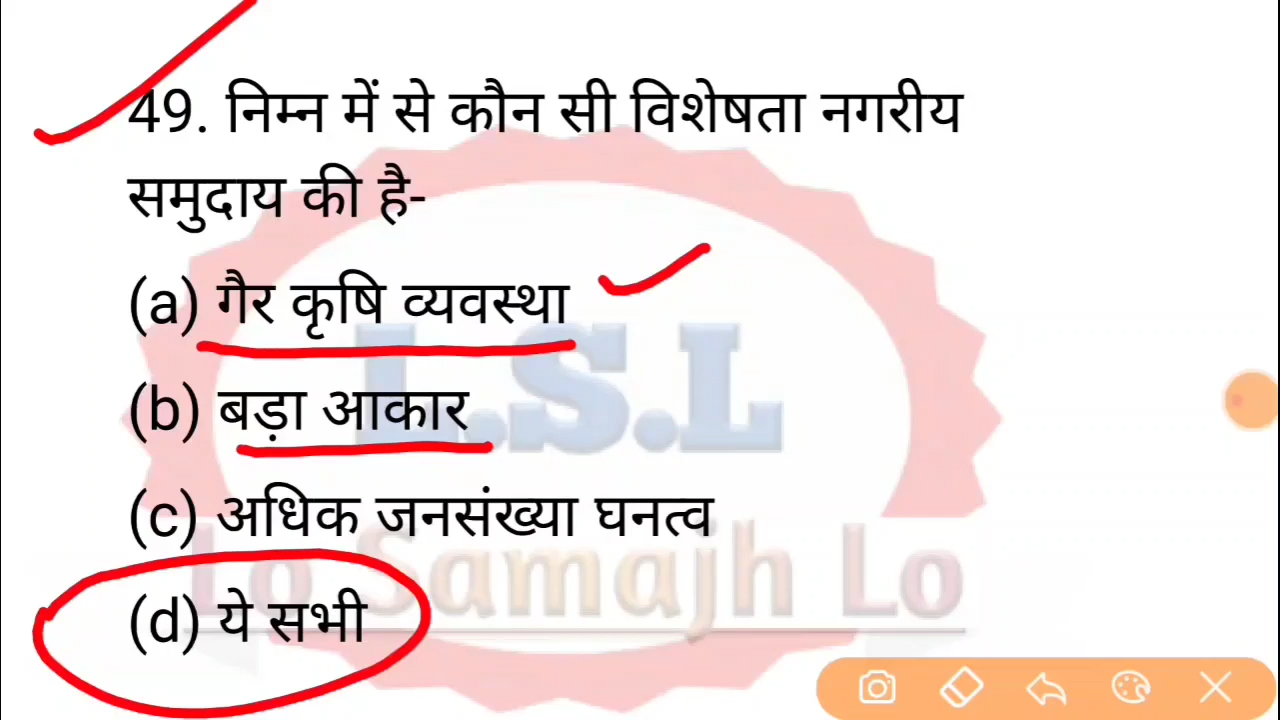 49. निम्न में से कौन सी विशेषता नगरीय
समुदाय की है-
(a) गैर कृषि व्यवस्था
(b) बड़ा आकार
(c) अधिक जनसंख्या घनत्व
(d) ये सभी
L.S.L
Lo Samajh Lo